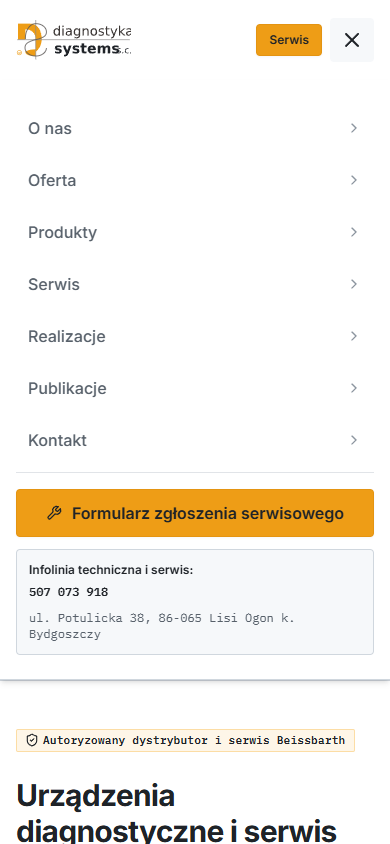 diagnostyka
systems s.c.
Serwis
O nas
Oferta
Produkty
Serwis
Realizacje
Publikacje
Kontakt
Formularz zgłoszenia serwisowego
Infolinia techniczna i serwis:
507 073 918
ul. Potulicka 38, 86-065 Lisi Ogon k.
Bydgoszczy
Autoryzowany dystrybutor i serwis Beissbarth
Urządzenia
diagnostyczne i serwis